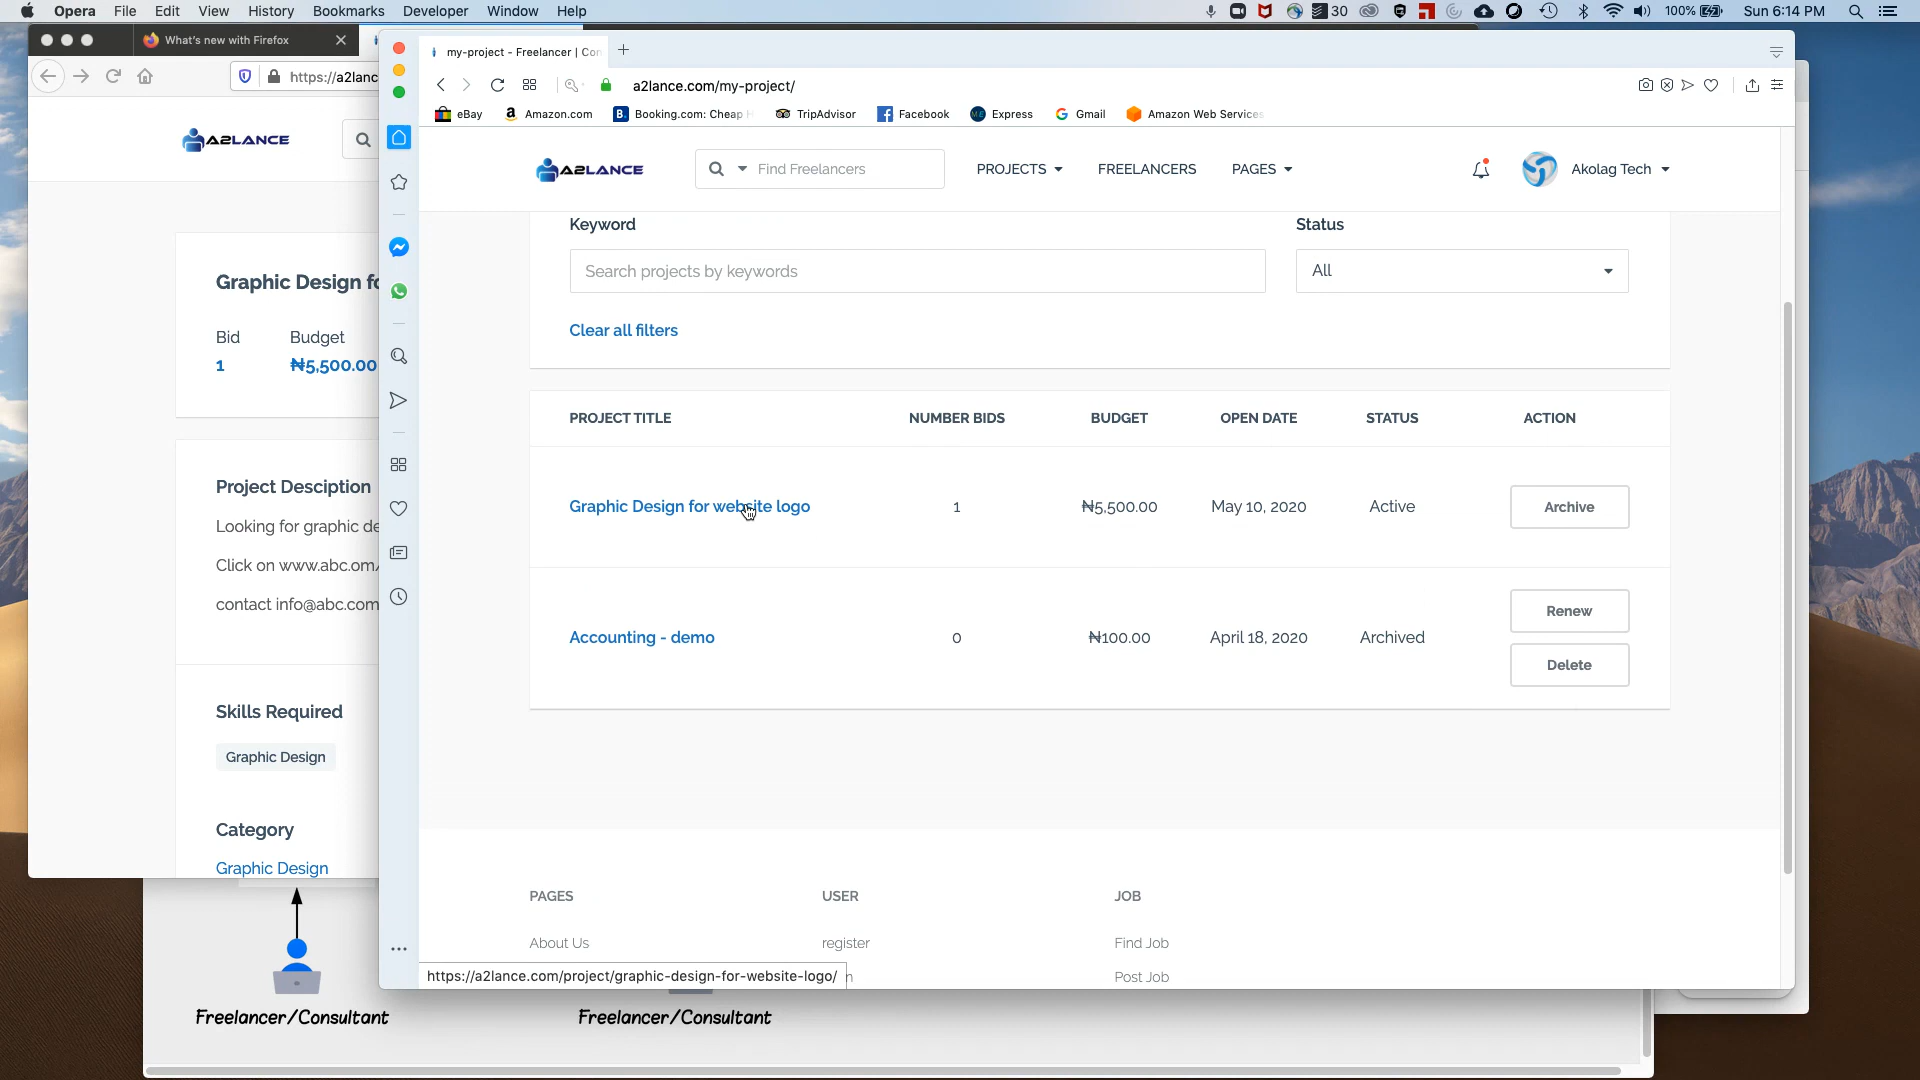 Opera File Edit View History Bookmarks Developer Window Help
30 100% Sun 6:14 PM
What's new with Firefox
https://a2lanc
A2LANCE
Graphic Design fo
Bid Budget
1 ₦5,500.00
Project Desciption
Looking for graphic de
Click on www.abc.om/
contact info@abc.com
Skills Required
Graphic Design
Category
Graphic Design
my-project - Freelancer | Con
a2lance.com/my-project/
eBay Amazon.com Booking.com: Cheap H TripAdvisor Facebook Express Gmail Amazon Web Services
A2LANCE Find Freelancers PROJECTS FREELANCERS PAGES Akolag Tech
Keyword Status
Search projects by keywords All
Clear all filters
PROJECT TITLE NUMBER BIDS BUDGET OPEN DATE STATUS ACTION
Graphic Design for website logo 1 ₦5,500.00 May 10, 2020 Active Archive
Accounting - demo 0 ₦100.00 April 18, 2020 Archived Renew
Delete
PAGES USER JOB
About Us register Find Job
Post Job
https://a2lance.com/project/graphic-design-for-website-logo/
Freelancer/Consultant Freelancer/Consultant